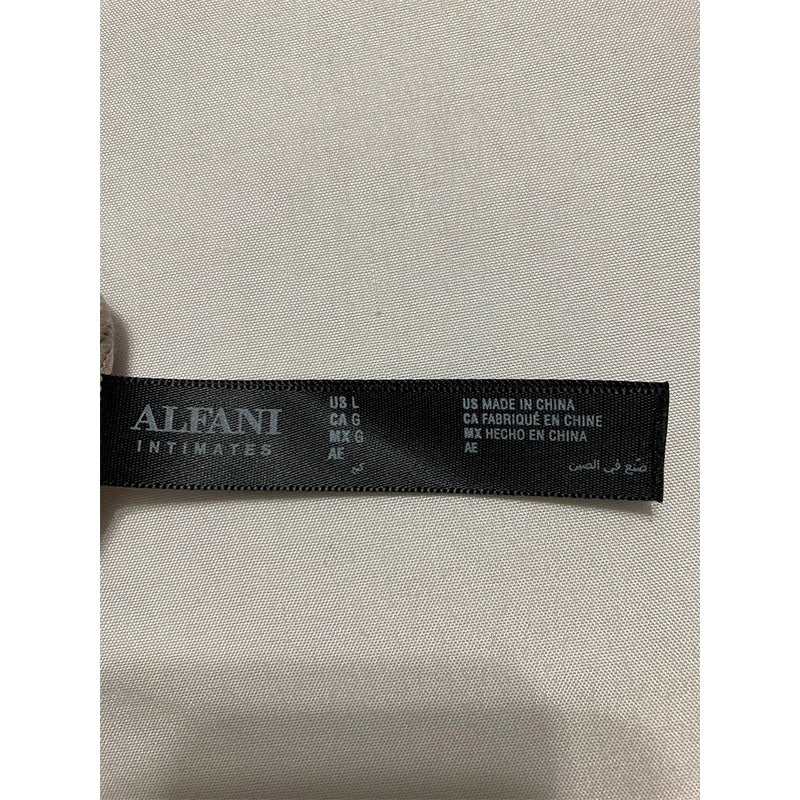 ALFANI
INTIMATES
US L
CA G
MX G
AE
US MADE IN CHINA
CA FABRIQUÉ EN CHINE
MX HECHO EN CHINA
AE
صنع في الصين